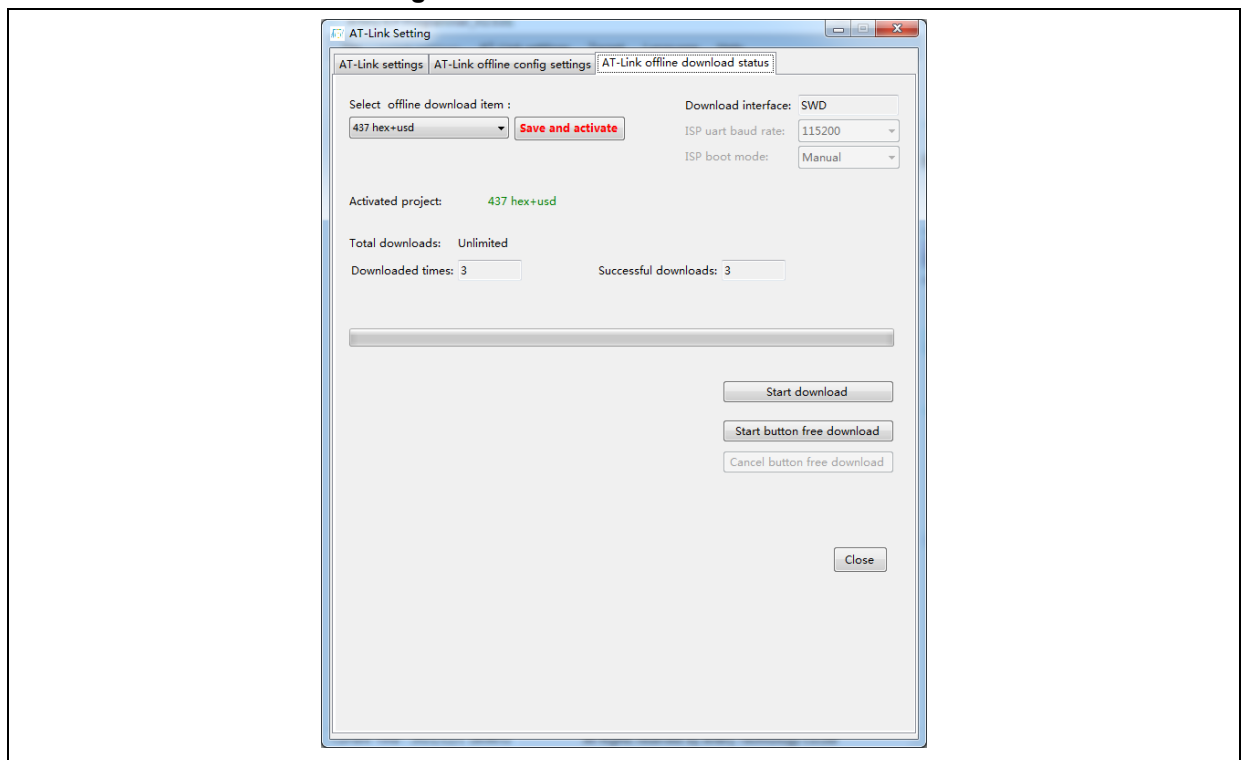 AT-Link Setting
AT-Link settings AT-Link offline config settings AT-Link offline download status
Select offline download item : Download interface: SWD
437 hex+usd Save and activate ISP uart baud rate: 115200
ISP boot mode: Manual
Activated project: 437 hex+usd
Total downloads: Unlimited
Downloaded times: 3 Successful downloads: 3
Start download
Start button free download
Cancel button free download
Close